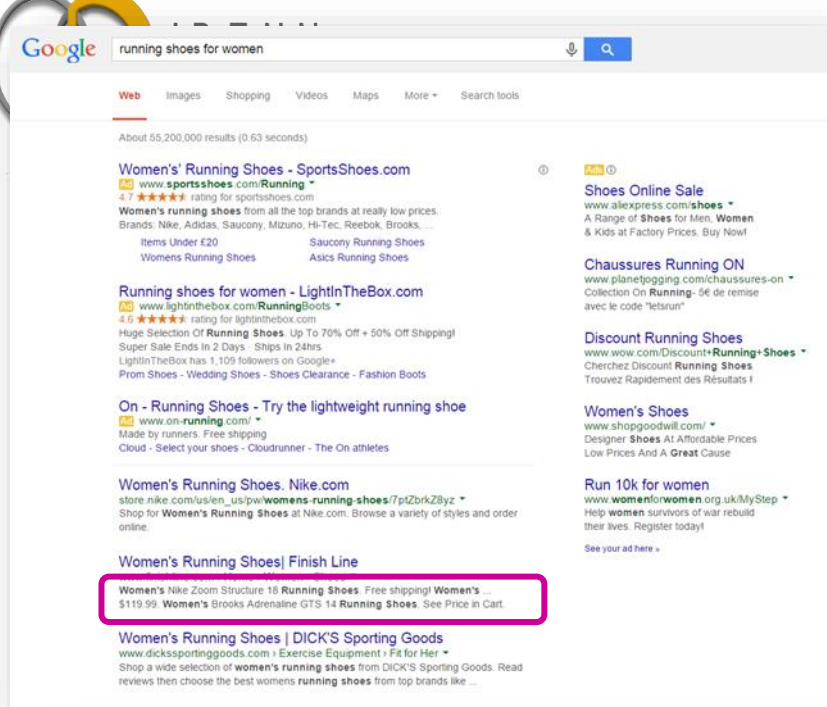 Google
running shoes for women
Web Images Shopping Videos Maps More Search tools
About 55,200,000 results (0.63 seconds)
Women's' Running Shoes - SportsShoes.com
Ad www.sportsshoes.com/Running
4.7 ★★★★★ rating for sportsshoes.com
Women's running shoes from all the top brands at really low prices.
Brands: Nike, Adidas, Saucony, Mizuno, Hi-Tec, Reebok, Brooks, ...
Items Under £20 Saucony Running Shoes
Womens Running Shoes Asics Running Shoes
Running shoes for women - LightInTheBox.com
Ad www.lightinthebox.com/RunningBoots
4.6 ★★★★★ rating for lightinthebox.com
Huge Selection Of Running Shoes. Up To 70% Off + 50% Off Shipping!
Super Sale Ends In 2 Days · Ships In 24hrs
LightInTheBox has 1,109 followers on Google+
Prom Shoes - Wedding Shoes - Shoes Clearance - Fashion Boots
On - Running Shoes - Try the lightweight running shoe
Ad www.on-running.com/
Made by runners. Free shipping
Cloud - Select your shoes - Cloudrunner - The On athletes
Women's Running Shoes. Nike.com
store.nike.com/us/en_us/pw/womens-running-shoes/7ptZbrkZ8yz
Shop for Women's Running Shoes at Nike.com. Browse a variety of styles and order
online.
Women's Running Shoes| Finish Line
Women's Nike Zoom Structure 18 Running Shoes. Free shipping! Women's ...
$119.99. Women's Brooks Adrenaline GTS 14 Running Shoes. See Price in Cart.
Women's Running Shoes | DICK'S Sporting Goods
www.dickssportinggoods.com › Exercise Equipment › Fit for Her
Shop a wide selection of women's running shoes from DICK'S Sporting Goods. Read
reviews then choose the best womens running shoes from top brands like ...
Ads
Shoes Online Sale
www.aliexpress.com/shoes
A Range of Shoes for Men, Women
& Kids at Factory Prices. Buy Now!
Chaussures Running ON
www.planetjogging.com/chaussures-on
Collection On Running- 5€ de remise
avec le code "letsrun"
Discount Running Shoes
www.wow.com/Discount+Running+Shoes
Cherchez Discount Running Shoes
Trouvez Rapidement des Résultats !
Women's Shoes
www.shopgoodwill.com/
Designer Shoes At Affordable Prices
Low Prices And A Great Cause
Run 10k for women
www.womenforwomen.org.uk/MyStep
Help women survivors of war rebuild
their lives. Register today!
See your ad here »